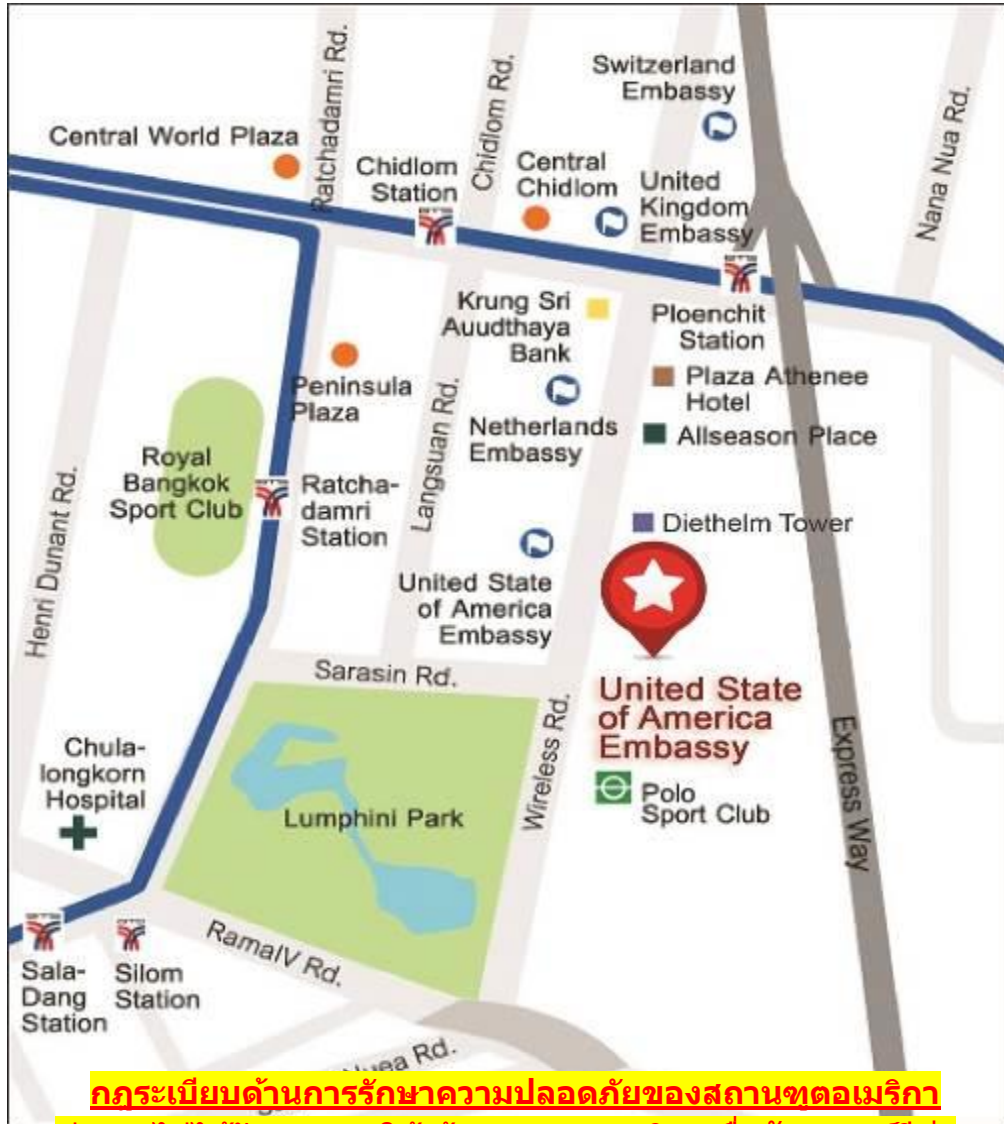 Switzerland
Embassy
Ratchadamri Rd.
Chidlom Rd.
Nana Nua Rd.
Central World Plaza
Chidlom
Station
Central
Chidlom
United
Kingdom
Embassy
Krung Sri
Auudthaya
Bank
Ploenchit
Station
Peninsula
Plaza
Langsuan Rd.
Plaza Athenee
Hotel
Netherlands
Embassy
Allseason Place
Royal
Bangkok
Sport Club
Ratcha-
damri
Station
Henri Dunant Rd.
Diethelm Tower
United State
of America
Embassy
Sarasin Rd.
United State
of America
Embassy
Wireless Rd.
Express Way
Chula-
longkorn
Hospital
Lumphini Park
Polo
Sport Club
RamaIV Rd.
Sala-
Dang
Station
Silom
Station
Rd.
กฎระเบียบด้านการรักษาความปลอดภัยของสถานฑูตอเมริกา